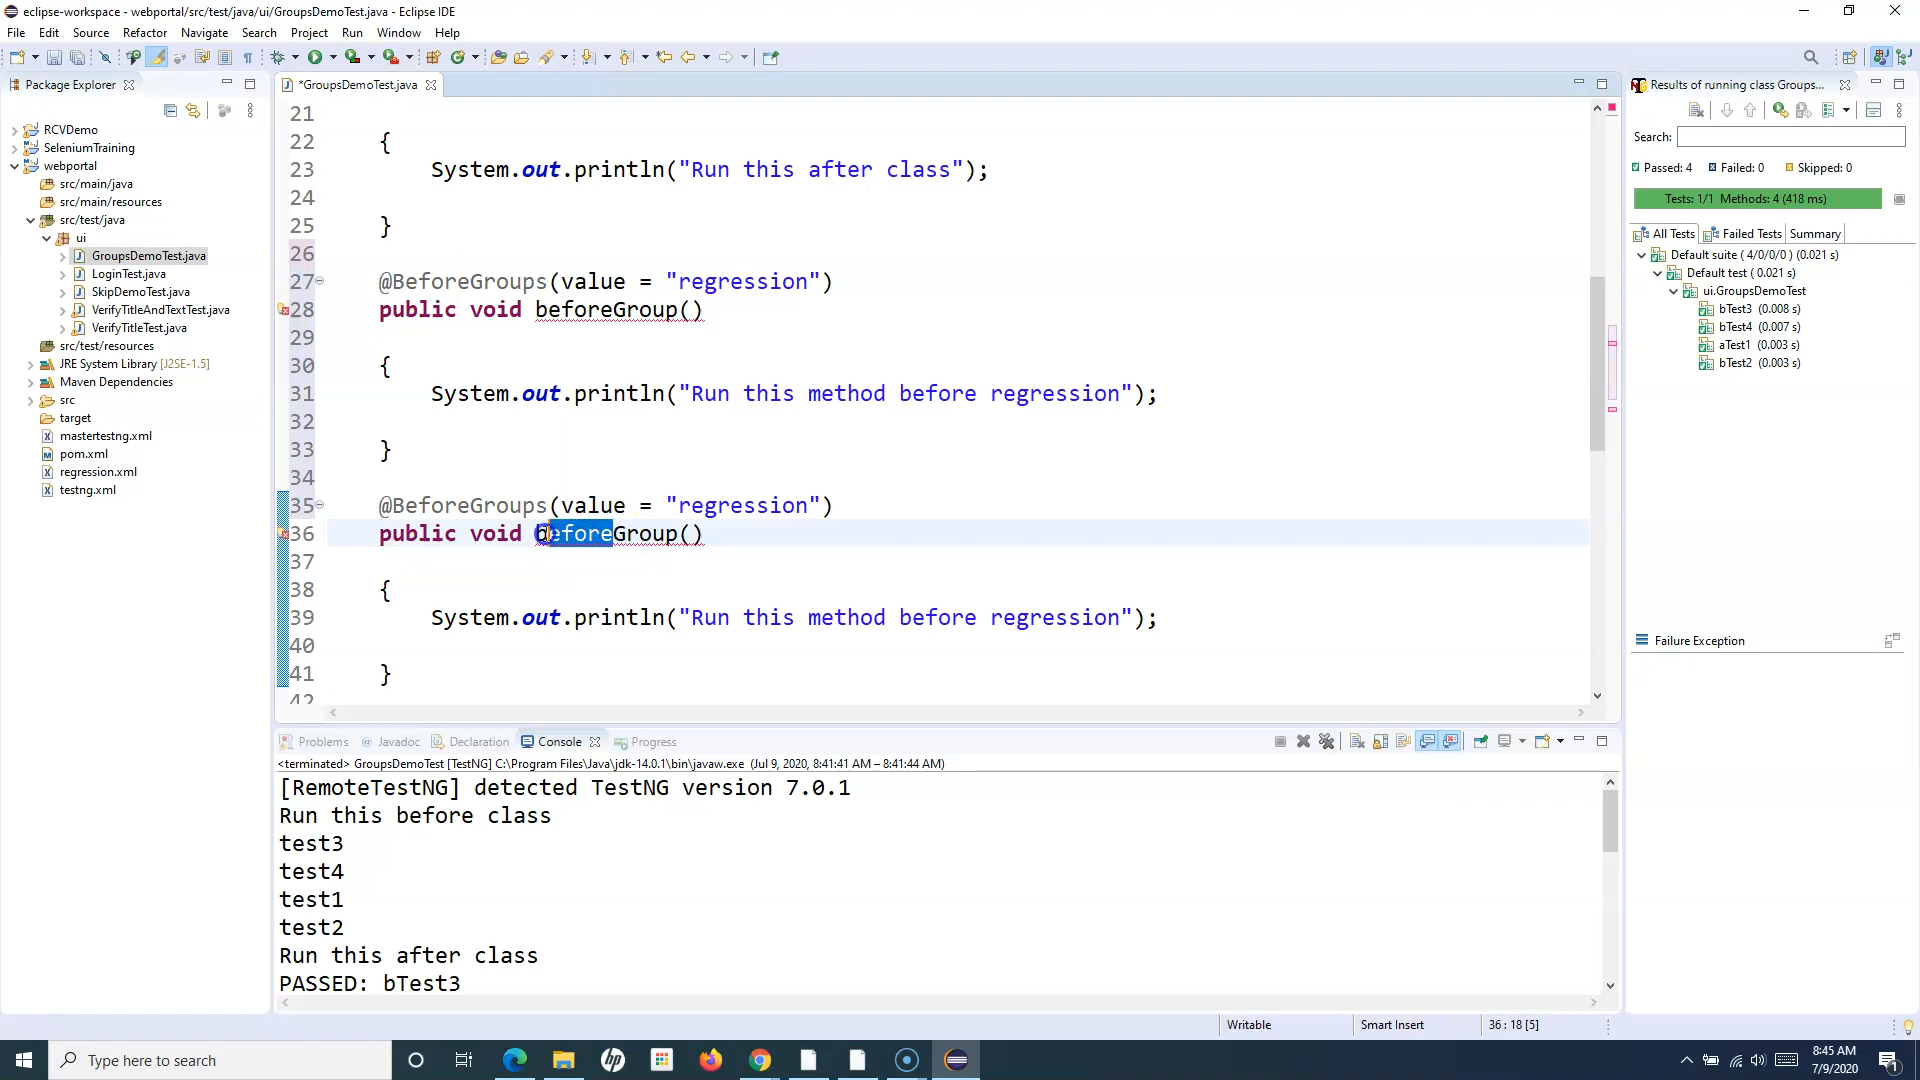 eclipse-workspace - webportal/src/test/java/ui/GroupsDemoTest.java - Eclipse IDE
File Edit Source Refactor Navigate Search Project Run Window Help
Package Explorer
*GroupsDemoTest.java
RCVDemo
SeleniumTraining
webportal
src/main/java
src/main/resources
src/test/java
ui
GroupsDemoTest.java
LoginTest.java
SkipDemoTest.java
VerifyTitleAndTextTest.java
VerifyTitleTest.java
src/test/resources
JRE System Library [J2SE-1.5]
Maven Dependencies
src
target
mastertestng.xml
pom.xml
regression.xml
testng.xml
21
22 {
23 System.out.println("Run this after class");
24
25 }
26
27 @BeforeGroups(value = "regression")
28 public void beforeGroup()
29
30 {
31 System.out.println("Run this method before regression");
32
33 }
34
35 @BeforeGroups(value = "regression")
36 public void beforeGroup()
37
38 {
39 System.out.println("Run this method before regression");
40
41 }
42
Results of running class Groups...
Search:
Passed: 4 Failed: 0 Skipped: 0
Tests: 1/1 Methods: 4 (418 ms)
All Tests Failed Tests Summary
Default suite ( 4/0/0/0 ) (0.021 s)
Default test ( 0.021 s)
ui.GroupsDemoTest
bTest3 (0.008 s)
bTest4 (0.007 s)
aTest1 (0.003 s)
bTest2 (0.003 s)
Failure Exception
Problems Javadoc Declaration Console Progress
<terminated> GroupsDemoTest [TestNG] C:\Program Files\Java\jdk-14.0.1\bin\javaw.exe (Jul 9, 2020, 8:41:41 AM – 8:41:44 AM)
[RemoteTestNG] detected TestNG version 7.0.1
Run this before class
test3
test4
test1
test2
Run this after class
PASSED: bTest3
Writable Smart Insert 36 : 18 [5]
Type here to search
hp
8:45 AM
7/9/2020
1